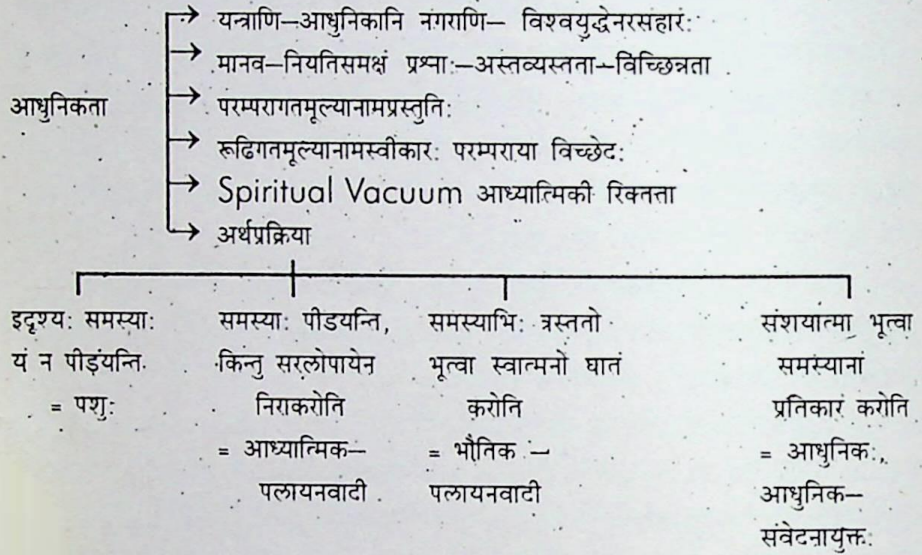 यन्त्राणि–आधुनिकानि नगराणि– विश्वयुद्धेनरसंहारः
मानव–नियतिसमक्षं प्रश्नाः–अस्तव्यस्तता–विच्छिन्नता
आधुनिकता
परम्परागतमूल्यानामप्रस्तुतिः
रूढिगतमूल्यानामस्वीकारः परम्पराया विच्छेदः
Spiritual Vacuum आध्यात्मिकी रिक्तत्ता
अर्थप्रक्रिया
इदृश्यः समस्याः
यं न पीडयन्ति
= पशुः
समस्याः पीडयन्ति,
किन्तु सरलोपायेन
निराकरोति
= आध्यात्मिक–
पलायनवादी
समस्याभिः त्रस्ततो
भूत्वा स्वात्मनो घातं
करोति
= भौतिक –
पलायनवादी
संशयात्मा भूत्वा
समस्यानां
प्रतिकारं करोति
= आधुनिकः,
आधुनिक–
संवेदनायुक्तः